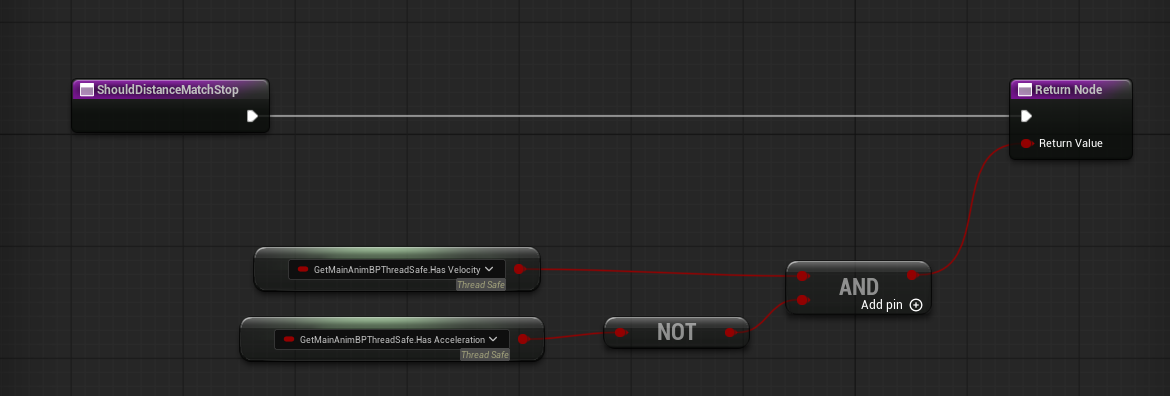 ShouldDistanceMatchStop
Return Node
Return Value
GetMainAnimBPThreadSafe.Has Velocity
Thread Safe
AND
Add pin
GetMainAnimBPThreadSafe.Has Acceleration
Thread Safe
NOT